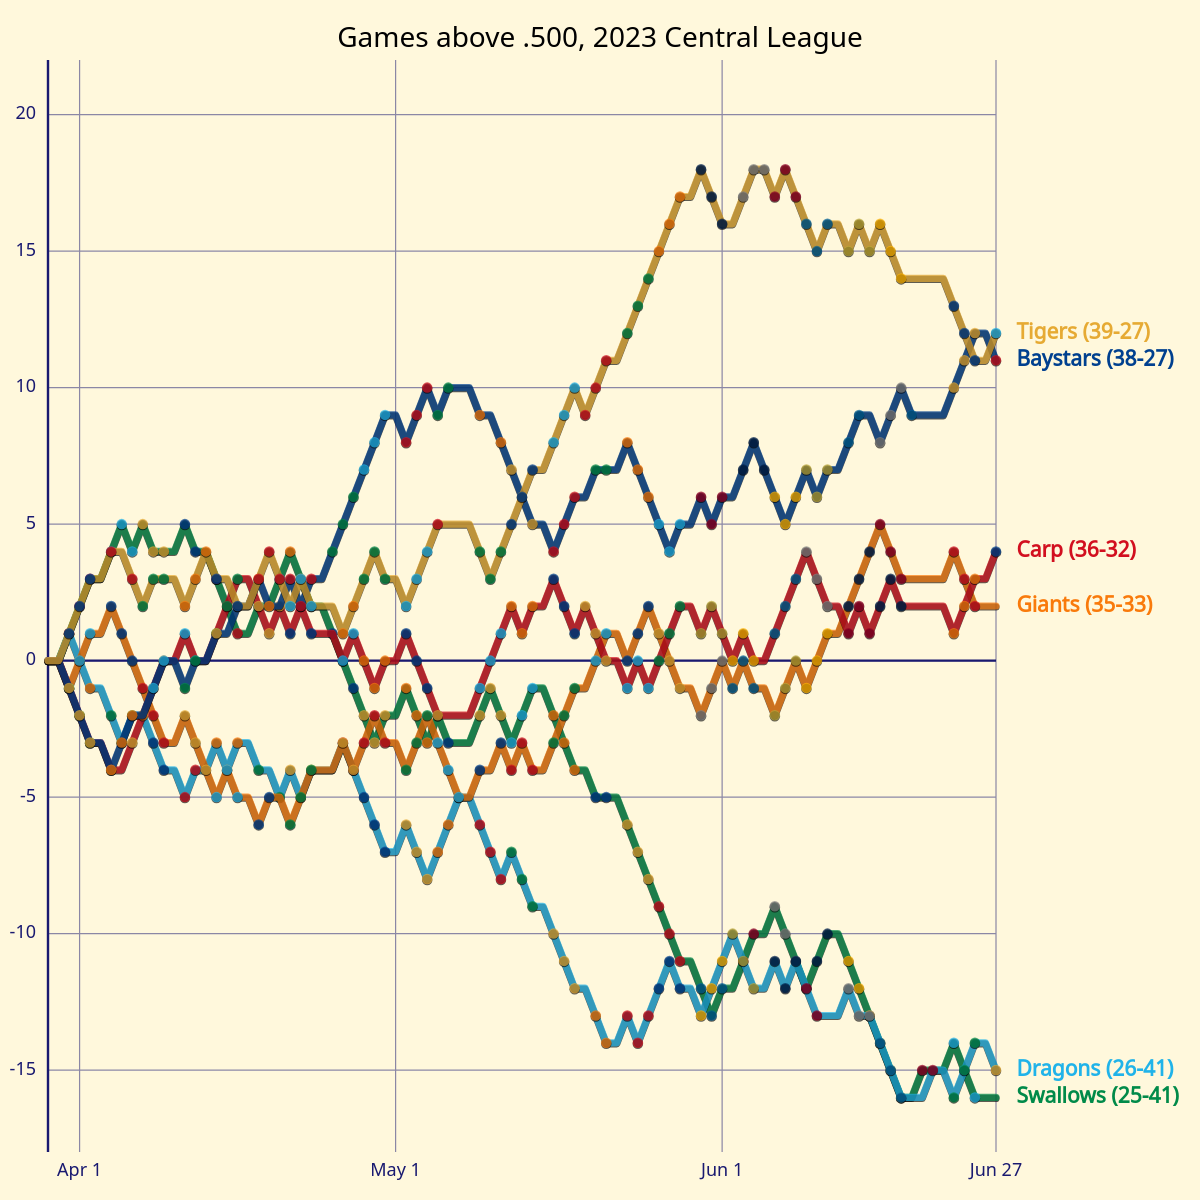 Games above .500, 2023 Central League
20
15
10
5
0
-5
-10
-15
Tigers (39-27)
Baystars (38-27)
Carp (36-32)
Giants (35-33)
Dragons (26-41)
Swallows (25-41)
Apr 1
May 1
Jun 1
Jun 27